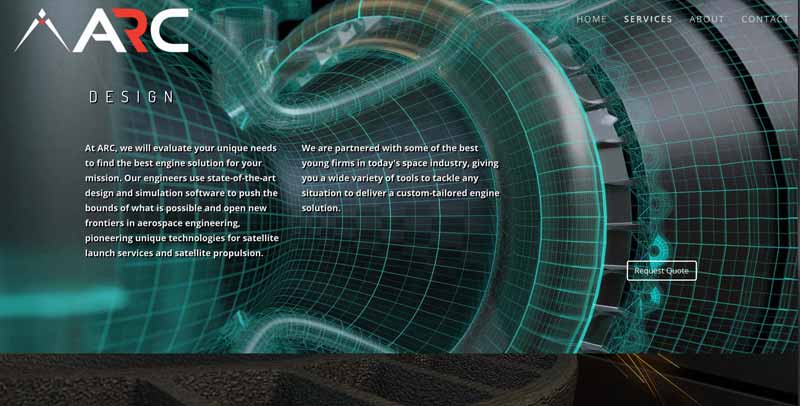 ARC
HOME SERVICES ABOUT CONTACT
DESIGN
At ARC, we will evaluate your unique needs
to find the best engine solution for your
mission. Our engineers use state-of-the-art
design and simulation software to push the
bounds of what is possible and open new
frontiers in aerospace engineering,
pioneering unique technologies for satellite
launch services and satellite propulsion.
We are partnered with some of the best
young firms in today's space industry, giving
you a wide variety of tools to tackle any
situation to deliver a custom-tailored engine
solution.
Request Quote